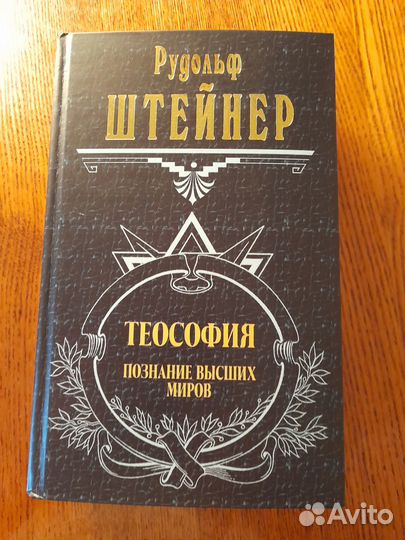 Рудольф
ШТЕЙНЕР
ТЕОСОФИЯ
ПОЗНАНИЕ ВЫСШИХ
МИРОВ
Avito